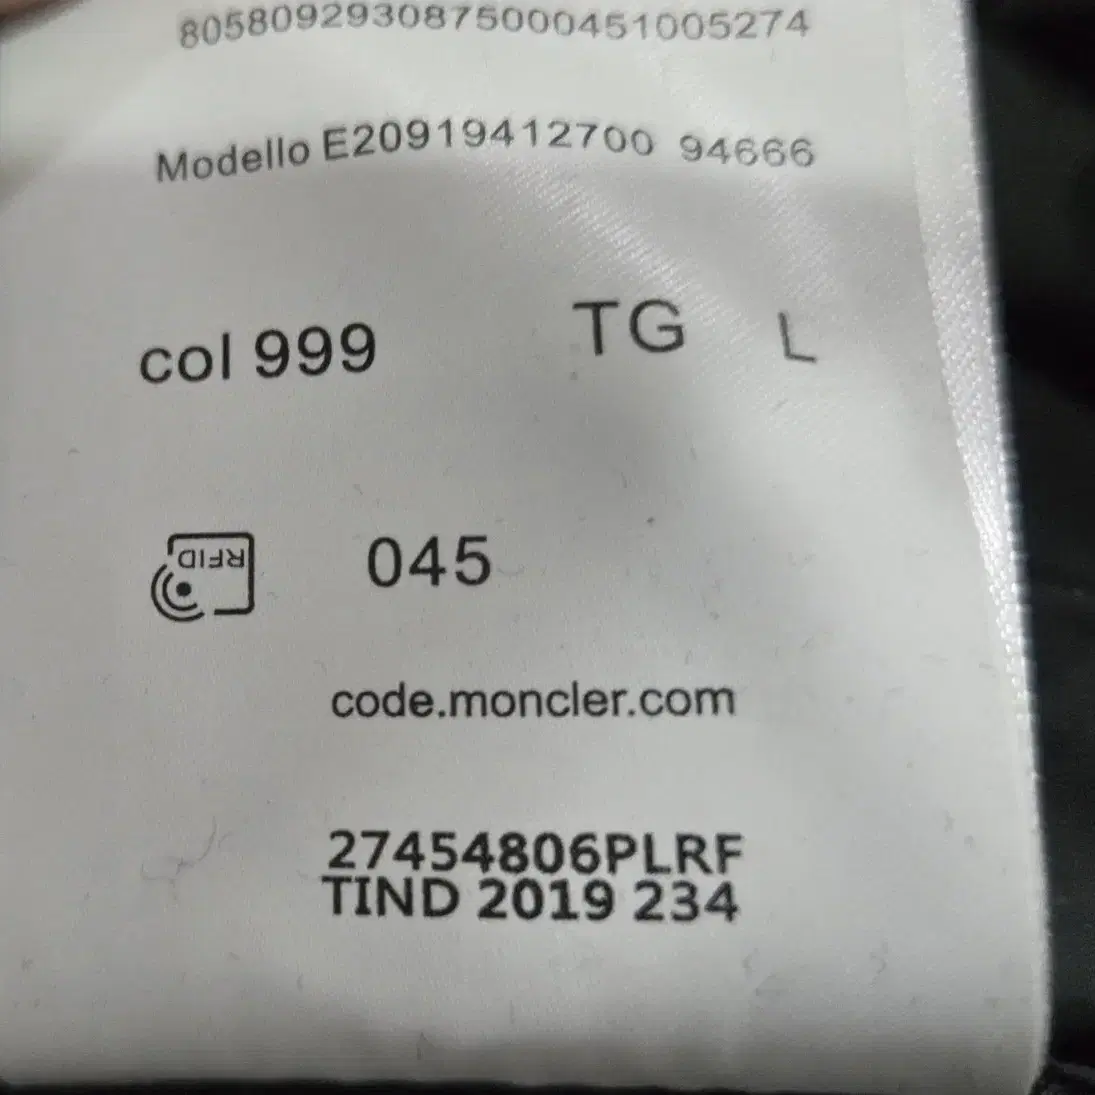 8058092930875000451005274
Modello E20919412700 94666
col 999 TG L
RFID 045
code.moncler.com
27454806PLRF
TIND 2019 234